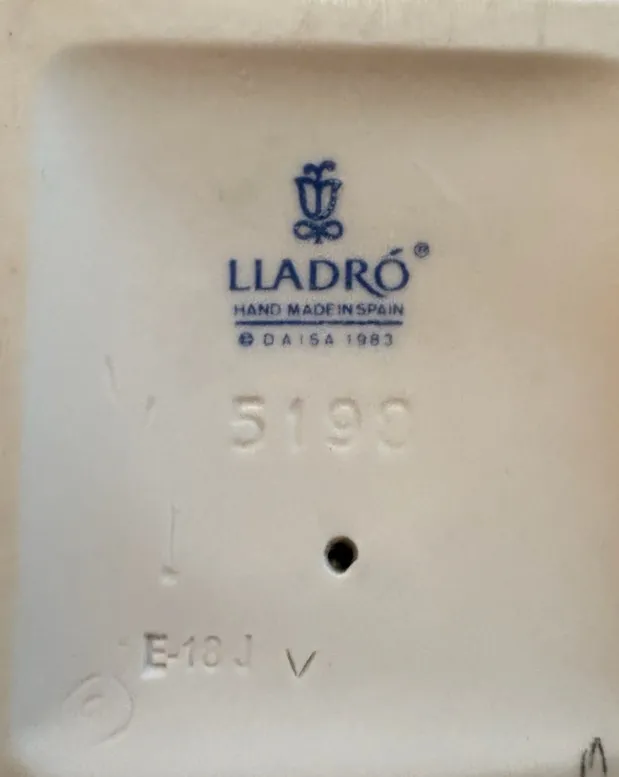 LLADRÓ®
HAND MADE IN SPAIN
© DAISA 1983
E-18 J V
M